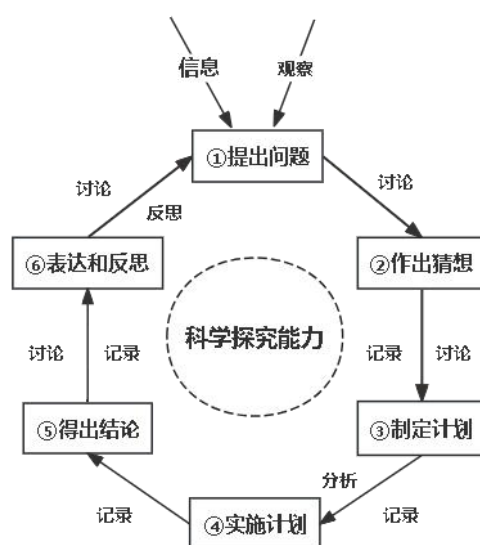 信息
观察
①提出问题
讨论
反思
讨论
⑥表达和反思
②作出猜想
科学探究能力
讨论
记录
记录
讨论
⑤得出结论
③制定计划
分析
记录
④实施计划
记录